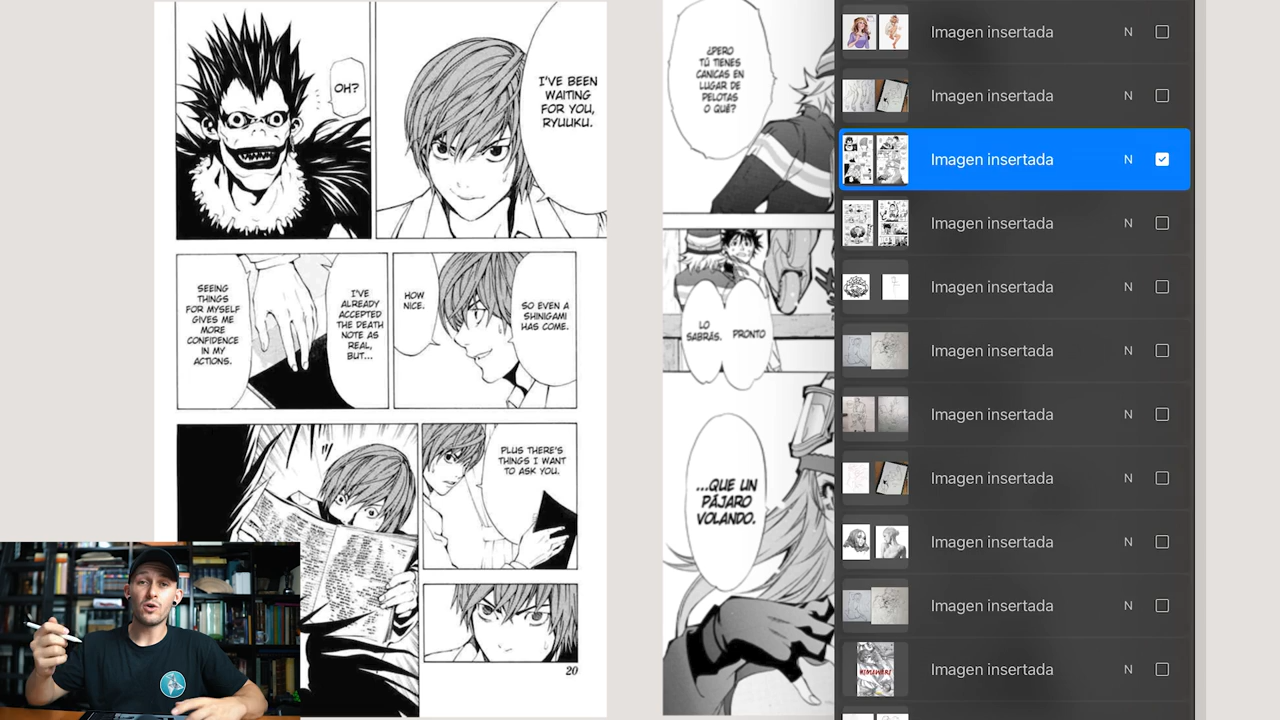 OH?
I'VE BEEN
WAITING
FOR YOU,
RYUUKU.
SEEING
THINGS
FOR MYSELF
GIVES ME
MORE
CONFIDENCE
IN MY
ACTIONS.
I'VE
ALREADY
ACCEPTED
THE DEATH
NOTE AS
REAL,
BUT...
HOW
NICE.
SO EVEN A
SHINIGAMI
HAS COME.
PLUS THERE'S
THINGS I WANT
TO ASK YOU.
20
¿PERO
TÚ TIENES
CANICAS EN
LUGAR DE
PELOTAS
O QUÉ?
LO
SABRÁS.
PRONTO
...QUE UN
PÁJARO
VOLANDO.
Imagen insertada N
Imagen insertada N
Imagen insertada N
Imagen insertada N
Imagen insertada N
Imagen insertada N
Imagen insertada N
Imagen insertada N
Imagen insertada N
Imagen insertada N
Imagen insertada N